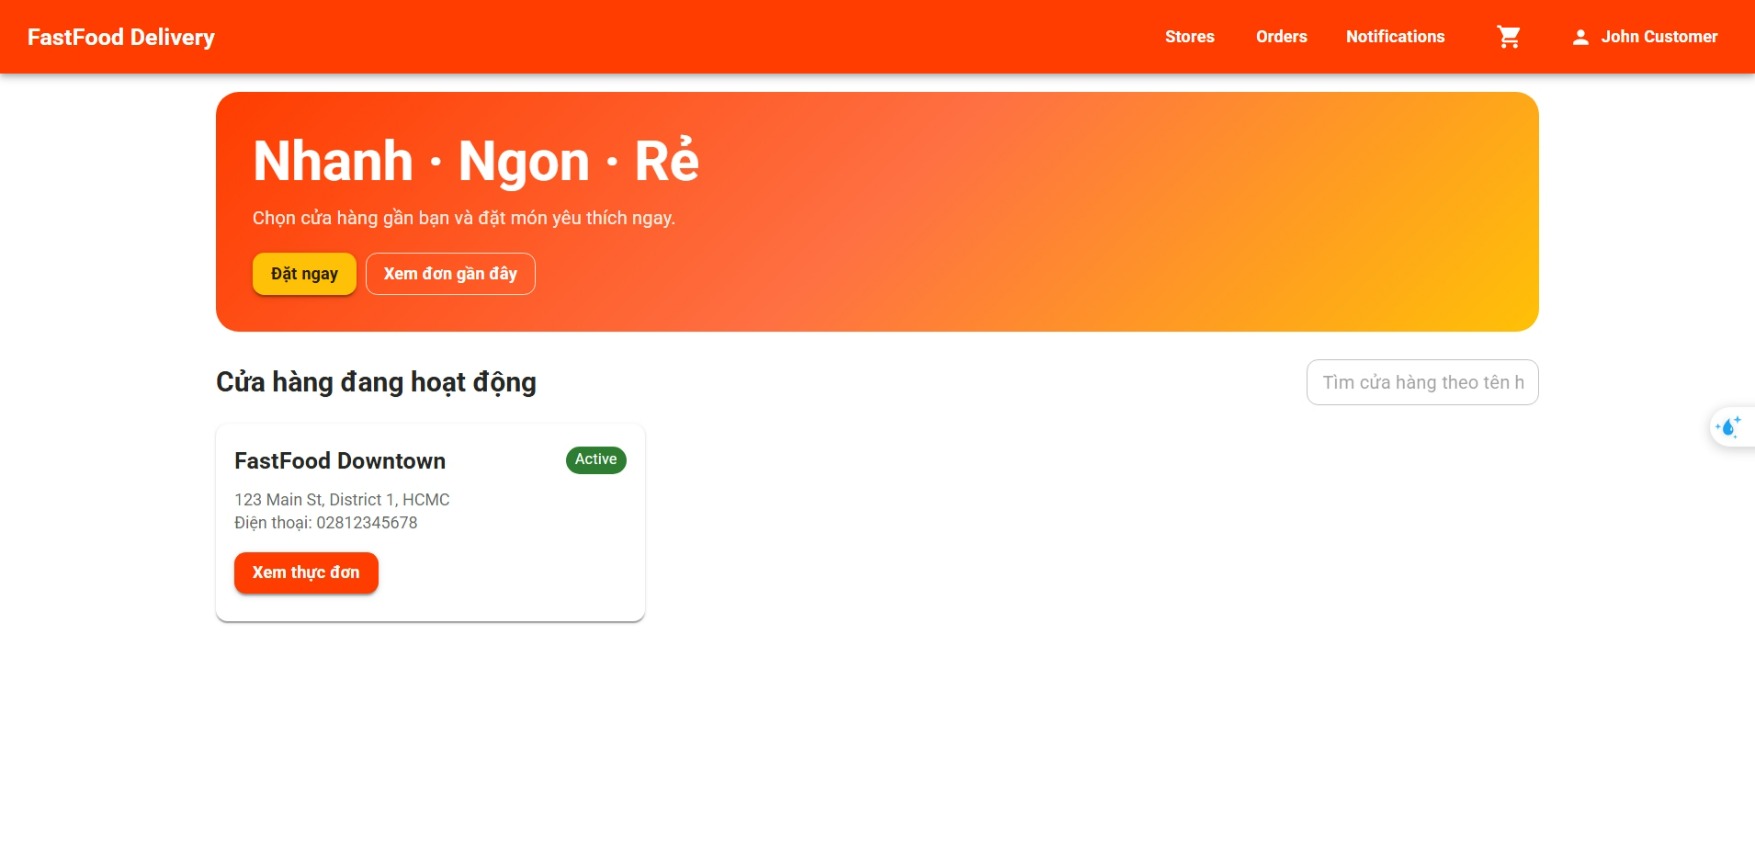 FastFood Delivery
Stores
Orders
Notifications
John Customer
Nhanh · Ngon · Rẻ
Chọn cửa hàng gần bạn và đặt món yêu thích ngay.
Đặt ngay
Xem đơn gần đây
Cửa hàng đang hoạt động
Tìm cửa hàng theo tên h
FastFood Downtown
Active
123 Main St, District 1, HCMC
Điện thoại: 02812345678
Xem thực đơn